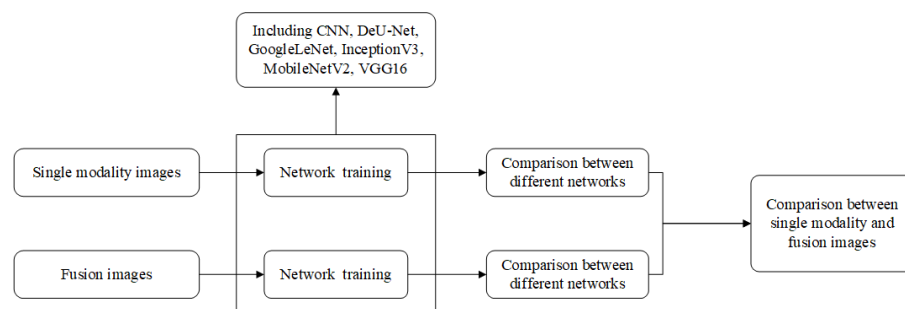 Including CNN, DeU-Net,
GoogleLeNet, InceptionV3,
MobileNetV2, VGG16
Single modality images
Network training
Comparison between
different networks
Comparison between
single modality and
fusion images
Fusion images
Network training
Comparison between
different networks